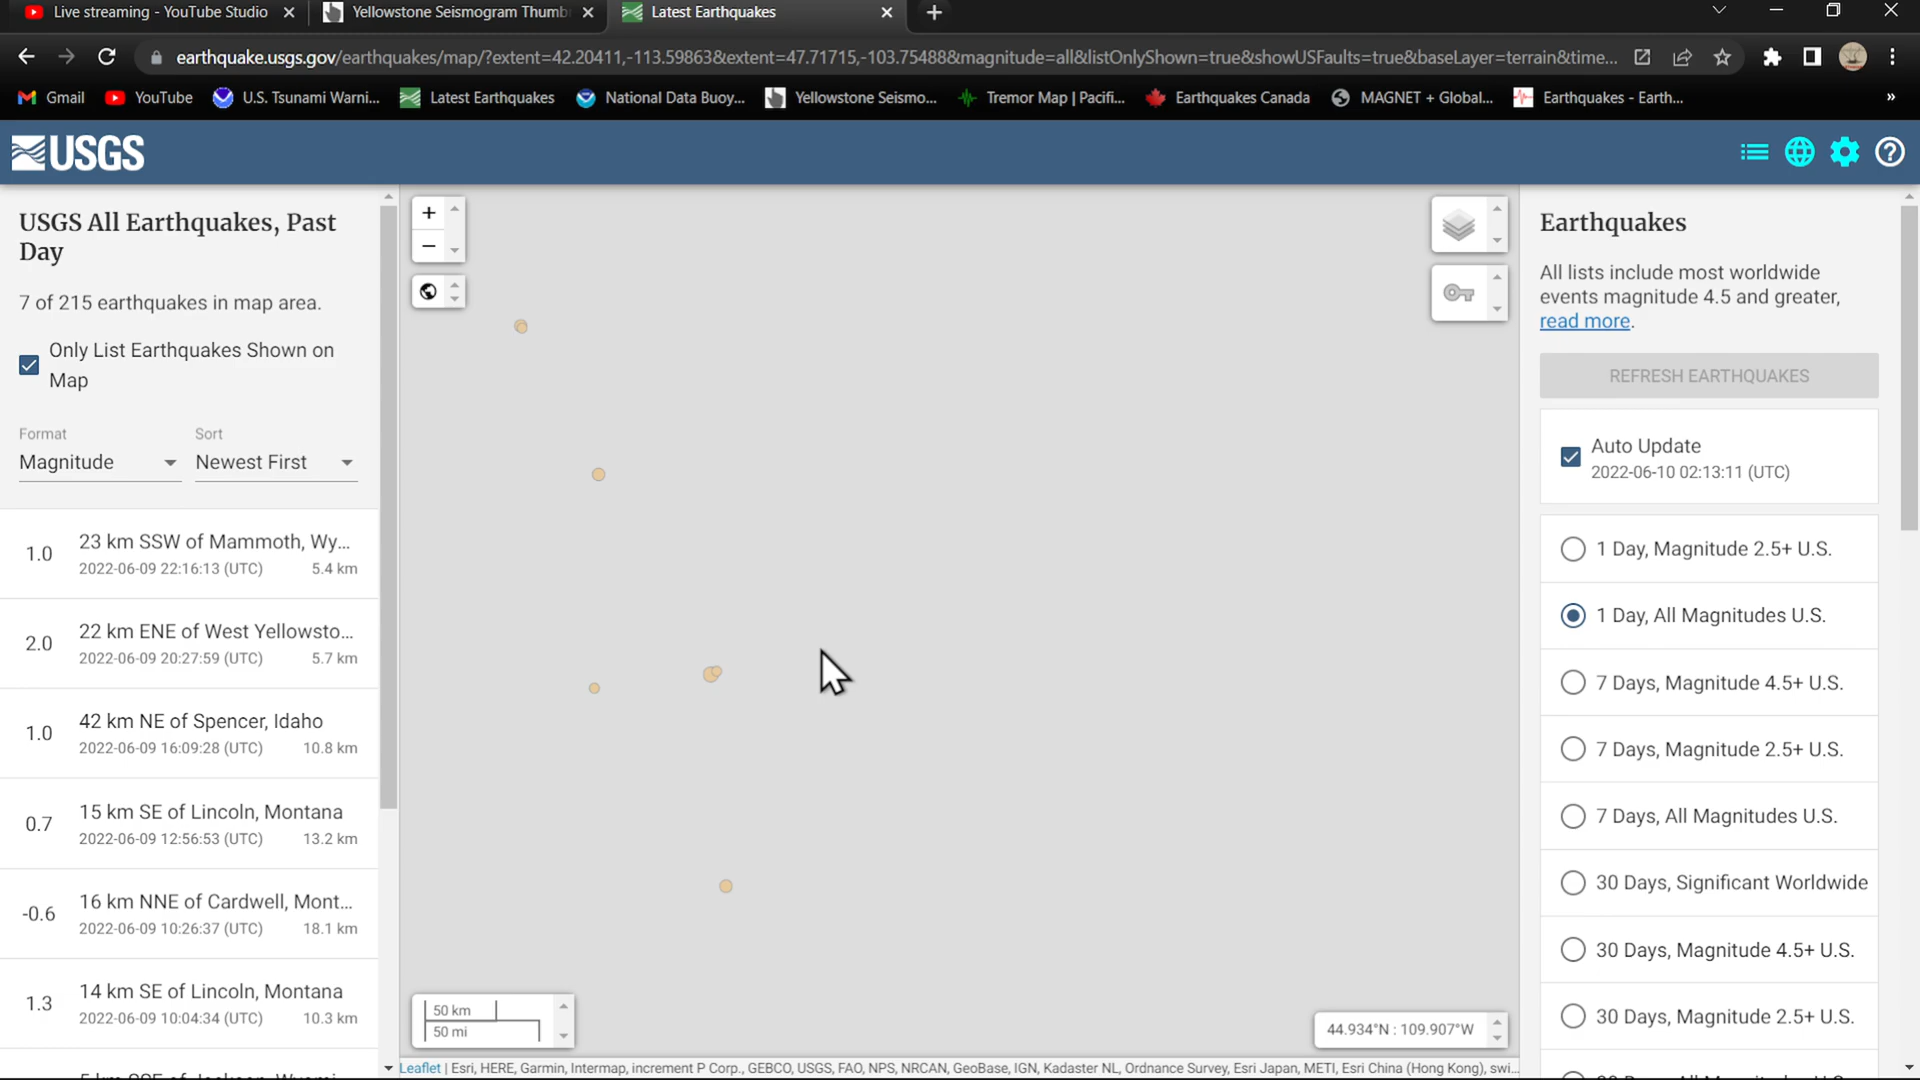 Live streaming - YouTube Studio
Yellowstone Seismogram Thumb
Latest Earthquakes
earthquake.usgs.gov/earthquakes/map/?extent=42.20411,-113.59863&extent=47.71715,-103.75488&magnitude=all&listOnlyShown=true&showUSFaults=true&baseLayer=terrain&time...
Gmail
YouTube
U.S. Tsunami Warni...
Latest Earthquakes
National Data Buoy...
Yellowstone Seismo...
Tremor Map | Pacifi...
Earthquakes Canada
MAGNET + Global...
Earthquakes - Earth...
»
USGS
USGS All Earthquakes, Past
Day
7 of 215 earthquakes in map area.
Only List Earthquakes Shown on
Map
Format
Sort
Magnitude
Newest First
1.0
23 km SSW of Mammoth, Wy...
2022-06-09 22:16:13 (UTC)
5.4 km
2.0
22 km ENE of West Yellowsto...
2022-06-09 20:27:59 (UTC)
5.7 km
1.0
42 km NE of Spencer, Idaho
2022-06-09 16:09:28 (UTC)
10.8 km
0.7
15 km SE of Lincoln, Montana
2022-06-09 12:56:53 (UTC)
13.2 km
-0.6
16 km NNE of Cardwell, Mont...
2022-06-09 10:26:37 (UTC)
18.1 km
1.3
14 km SE of Lincoln, Montana
2022-06-09 10:04:34 (UTC)
10.3 km
+
−
50 km
50 mi
44.934°N : 109.907°W
Leaflet | Esri, HERE, Garmin, Intermap, increment P Corp., GEBCO, USGS, FAO, NPS, NRCAN, GeoBase, IGN, Kadaster NL, Ordnance Survey, Esri Japan, METI, Esri China (Hong Kong), swi...
Earthquakes
All lists include most worldwide
events magnitude 4.5 and greater,
read more.
REFRESH EARTHQUAKES
Auto Update
2022-06-10 02:13:11 (UTC)
1 Day, Magnitude 2.5+ U.S.
1 Day, All Magnitudes U.S.
7 Days, Magnitude 4.5+ U.S.
7 Days, Magnitude 2.5+ U.S.
7 Days, All Magnitudes U.S.
30 Days, Significant Worldwide
30 Days, Magnitude 4.5+ U.S.
30 Days, Magnitude 2.5+ U.S.